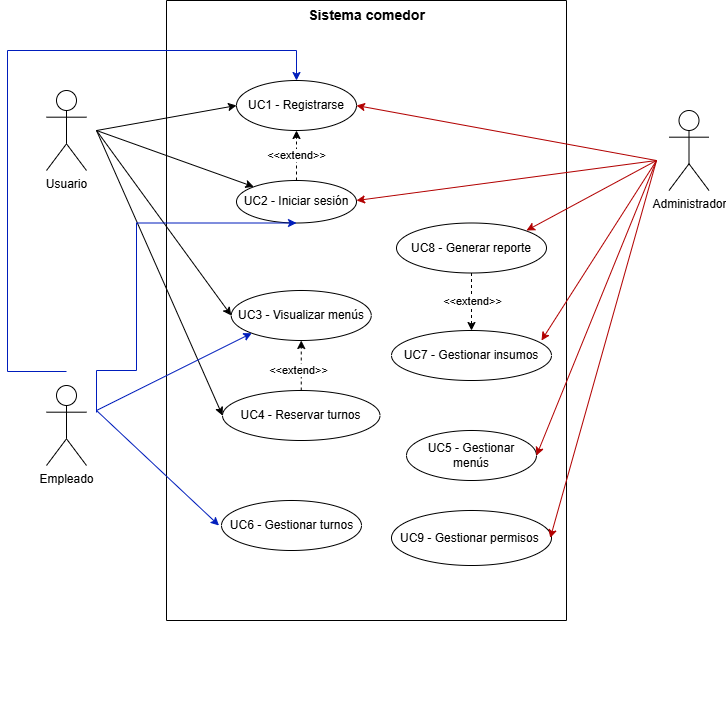 Sistema comedor
UC1 - Registrarse
<<extend>>
Usuario
UC2 - Iniciar sesión
Administrador
UC8 - Generar reporte
<<extend>>
UC3 - Visualizar menús
UC7 - Gestionar insumos
<<extend>>
UC4 - Reservar turnos
UC5 - Gestionar
menús
Empleado
UC6 - Gestionar turnos
UC9 - Gestionar permisos